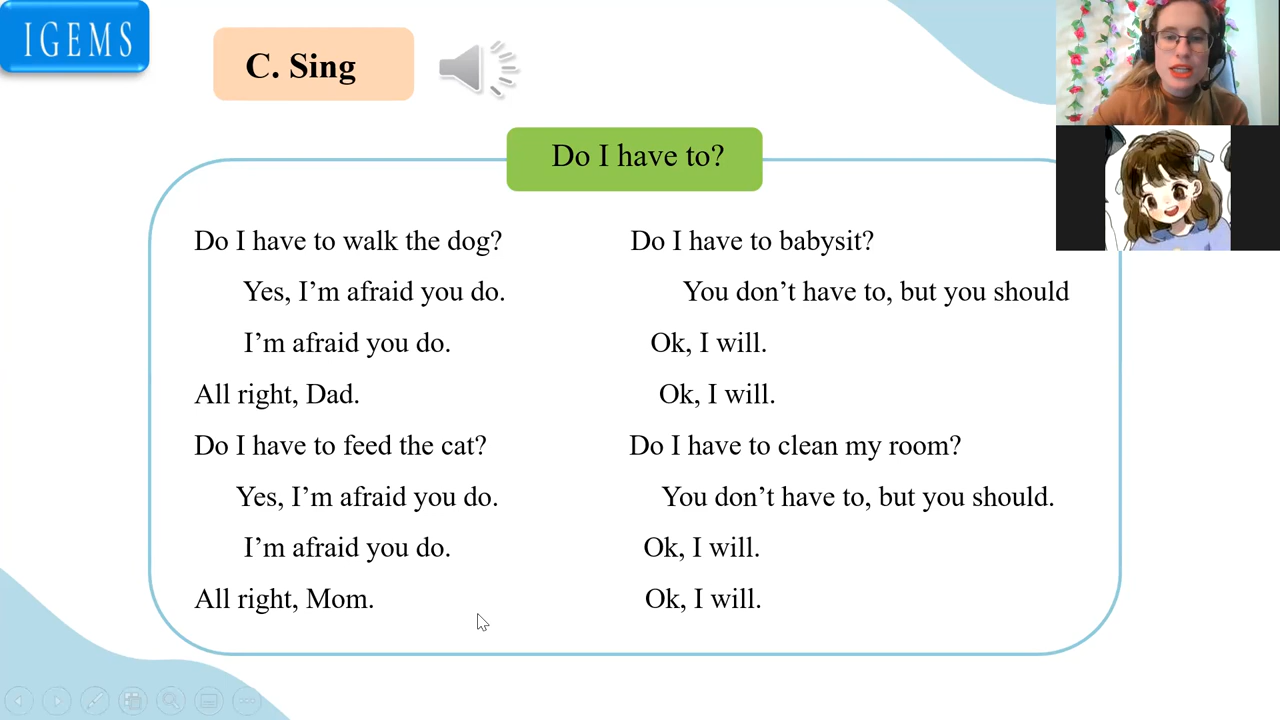 IGEMS
C. Sing
Do I have to?
Do I have to walk the dog?
Yes, I’m afraid you do.
I’m afraid you do.
All right, Dad.
Do I have to feed the cat?
Yes, I’m afraid you do.
I’m afraid you do.
All right, Mom.
Do I have to babysit?
You don’t have to, but you should
Ok, I will.
Ok, I will.
Do I have to clean my room?
You don’t have to, but you should.
Ok, I will.
Ok, I will.